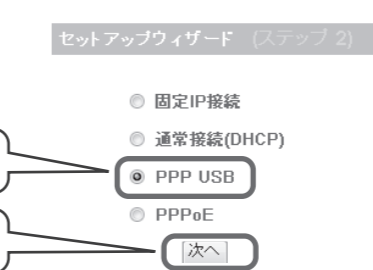 セットアップウィザード (ステップ 2)
固定IP接続
通常接続(DHCP)
PPP USB
PPPoE
次へ